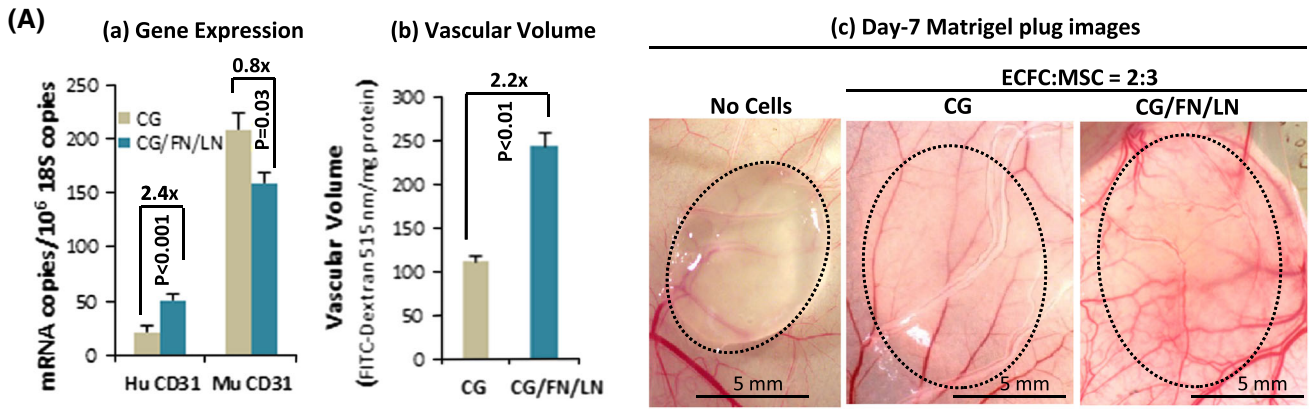 (A)
(a) Gene Expression
mRNA copies/10⁶ 18S copies
250
200
150
100
50
0
CG
CG/FN/LN
2.4x
P<0.001
0.8x
P=0.03
Hu CD31 Mu CD31
(b) Vascular Volume
Vascular Volume
(FITC-Dextran 515 nm/mg protein)
300
250
200
150
100
50
0
2.2x
P<0.01
CG CG/FN/LN
(c) Day-7 Matrigel plug images
ECFC:MSC = 2:3
No Cells CG CG/FN/LN
5 mm 5 mm 5 mm